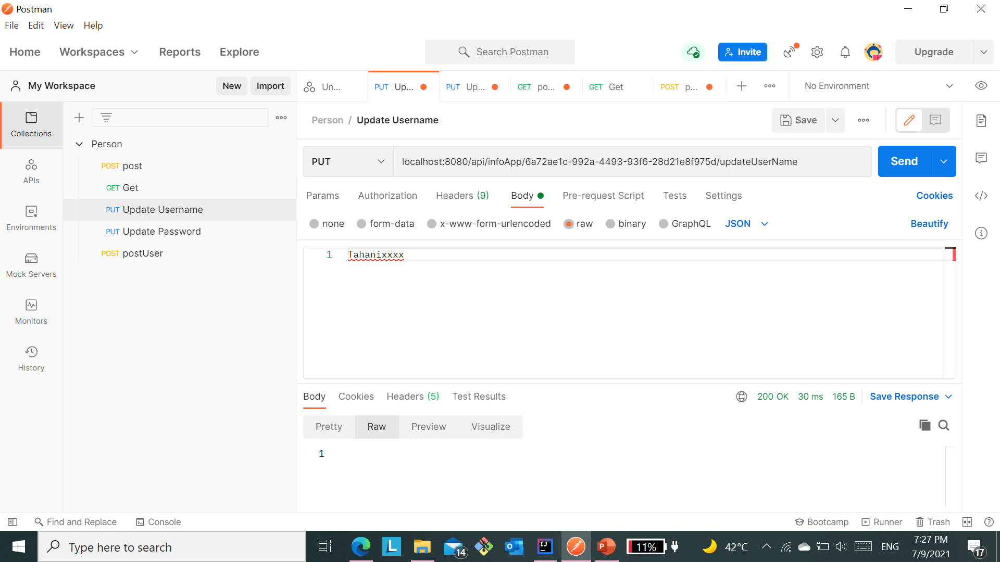 Postman
File Edit View Help
Home Workspaces Reports Explore Search Postman Invite Upgrade
My Workspace New Import Un... PUT Up... PUT Up... GET po... GET Get POST p... No Environment
Person / Update Username Save
Collections
Person
PUT localhost:8080/api/infoApp/6a72ae1c-992a-4493-93f6-28d21e8f975d/updateUserName Send
POST post
APIs
GET Get
Params Authorization Headers (9) Body Pre-request Script Tests Settings Cookies
PUT Update Username
Environments
none form-data x-www-form-urlencoded raw binary GraphQL JSON Beautify
PUT Update Password
POST postUser
1 Tahanixxxx
Mock Servers
Monitors
History
Body Cookies Headers (5) Test Results 200 OK 30 ms 165 B Save Response
Pretty Raw Preview Visualize
1
Find and Replace Console Bootcamp Runner Trash
Type here to search L 14 O IJ P 11% 42°C ENG 7:27 PM
7/9/2021 17